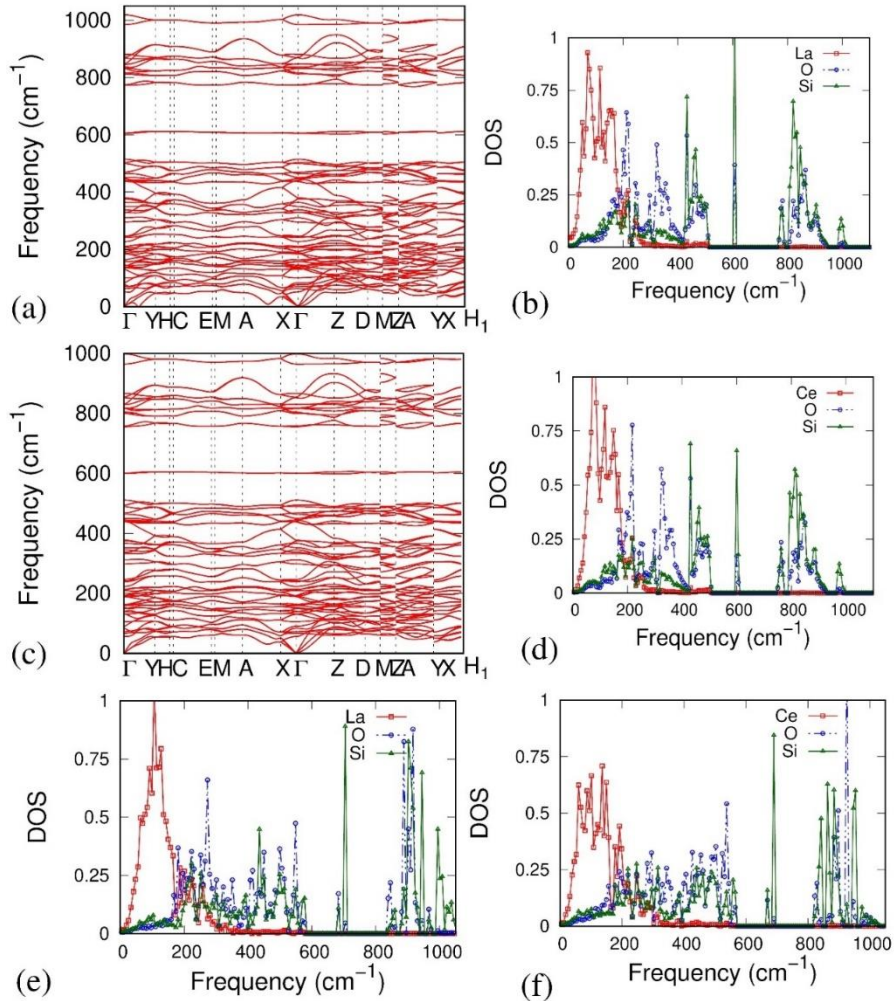 1000
800
600
400
200
0
Frequency (cm⁻¹)
Γ YHC EM A X Γ Z D MZA YX H₁
(a)
1
0.75
0.5
0.25
0
DOS
La
O
Si
0 200 400 600 800 1000
Frequency (cm⁻¹)
(b)
1000
800
600
400
200
0
Frequency (cm⁻¹)
Γ YHC EM A X Γ Z D MZA YX H₁
(c)
1
0.75
0.5
0.25
0
DOS
Ce
O
Si
0 200 400 600 800 1000
Frequency (cm⁻¹)
(d)
1
0.75
0.5
0.25
0
DOS
La
O
Si
0 200 400 600 800 1000
Frequency (cm⁻¹)
(e)
1
0.75
0.5
0.25
0
DOS
Ce
O
Si
0 200 400 600 800 1000
Frequency (cm⁻¹)
(f)